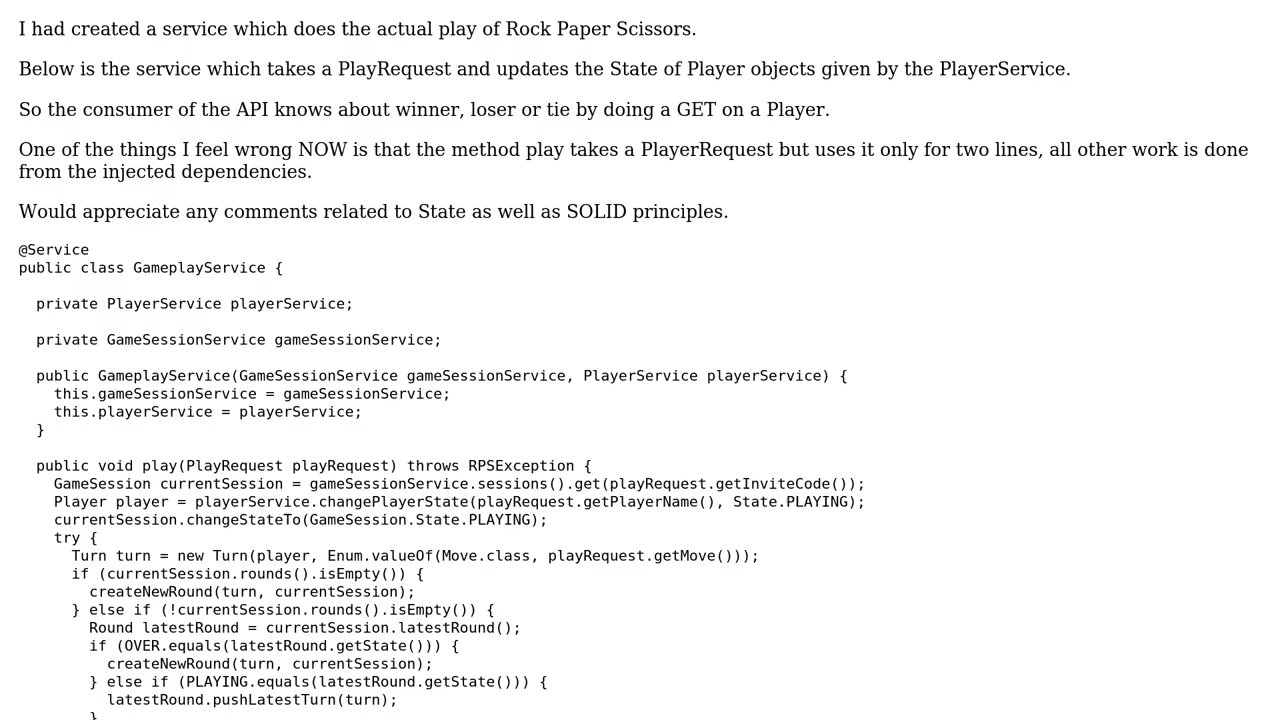 I had created a service which does the actual play of Rock Paper Scissors.
Below is the service which takes a PlayRequest and updates the State of Player objects given by the PlayerService.
So the consumer of the API knows about winner, loser or tie by doing a GET on a Player.
One of the things I feel wrong NOW is that the method play takes a PlayerRequest but uses it only for two lines, all other work is done
from the injected dependencies.
Would appreciate any comments related to State as well as SOLID principles.
@Service
public class GameplayService {
  private PlayerService playerService;
  private GameSessionService gameSessionService;
  public GameplayService(GameSessionService gameSessionService, PlayerService playerService) {
    this.gameSessionService = gameSessionService;
    this.playerService = playerService;
  }
  public void play(PlayRequest playRequest) throws RPSException {
    GameSession currentSession = gameSessionService.sessions().get(playRequest.getInviteCode());
    Player player = playerService.changePlayerState(playRequest.getPlayerName(), State.PLAYING);
    currentSession.changeStateTo(GameSession.State.PLAYING);
    try {
      Turn turn = new Turn(player, Enum.valueOf(Move.class, playRequest.getMove()));
      if (currentSession.rounds().isEmpty()) {
        createNewRound(turn, currentSession);
      } else if (!currentSession.rounds().isEmpty()) {
        Round latestRound = currentSession.latestRound();
        if (OVER.equals(latestRound.getState())) {
          createNewRound(turn, currentSession);
        } else if (PLAYING.equals(latestRound.getState())) {
          latestRound.pushLatestTurn(turn);
        }